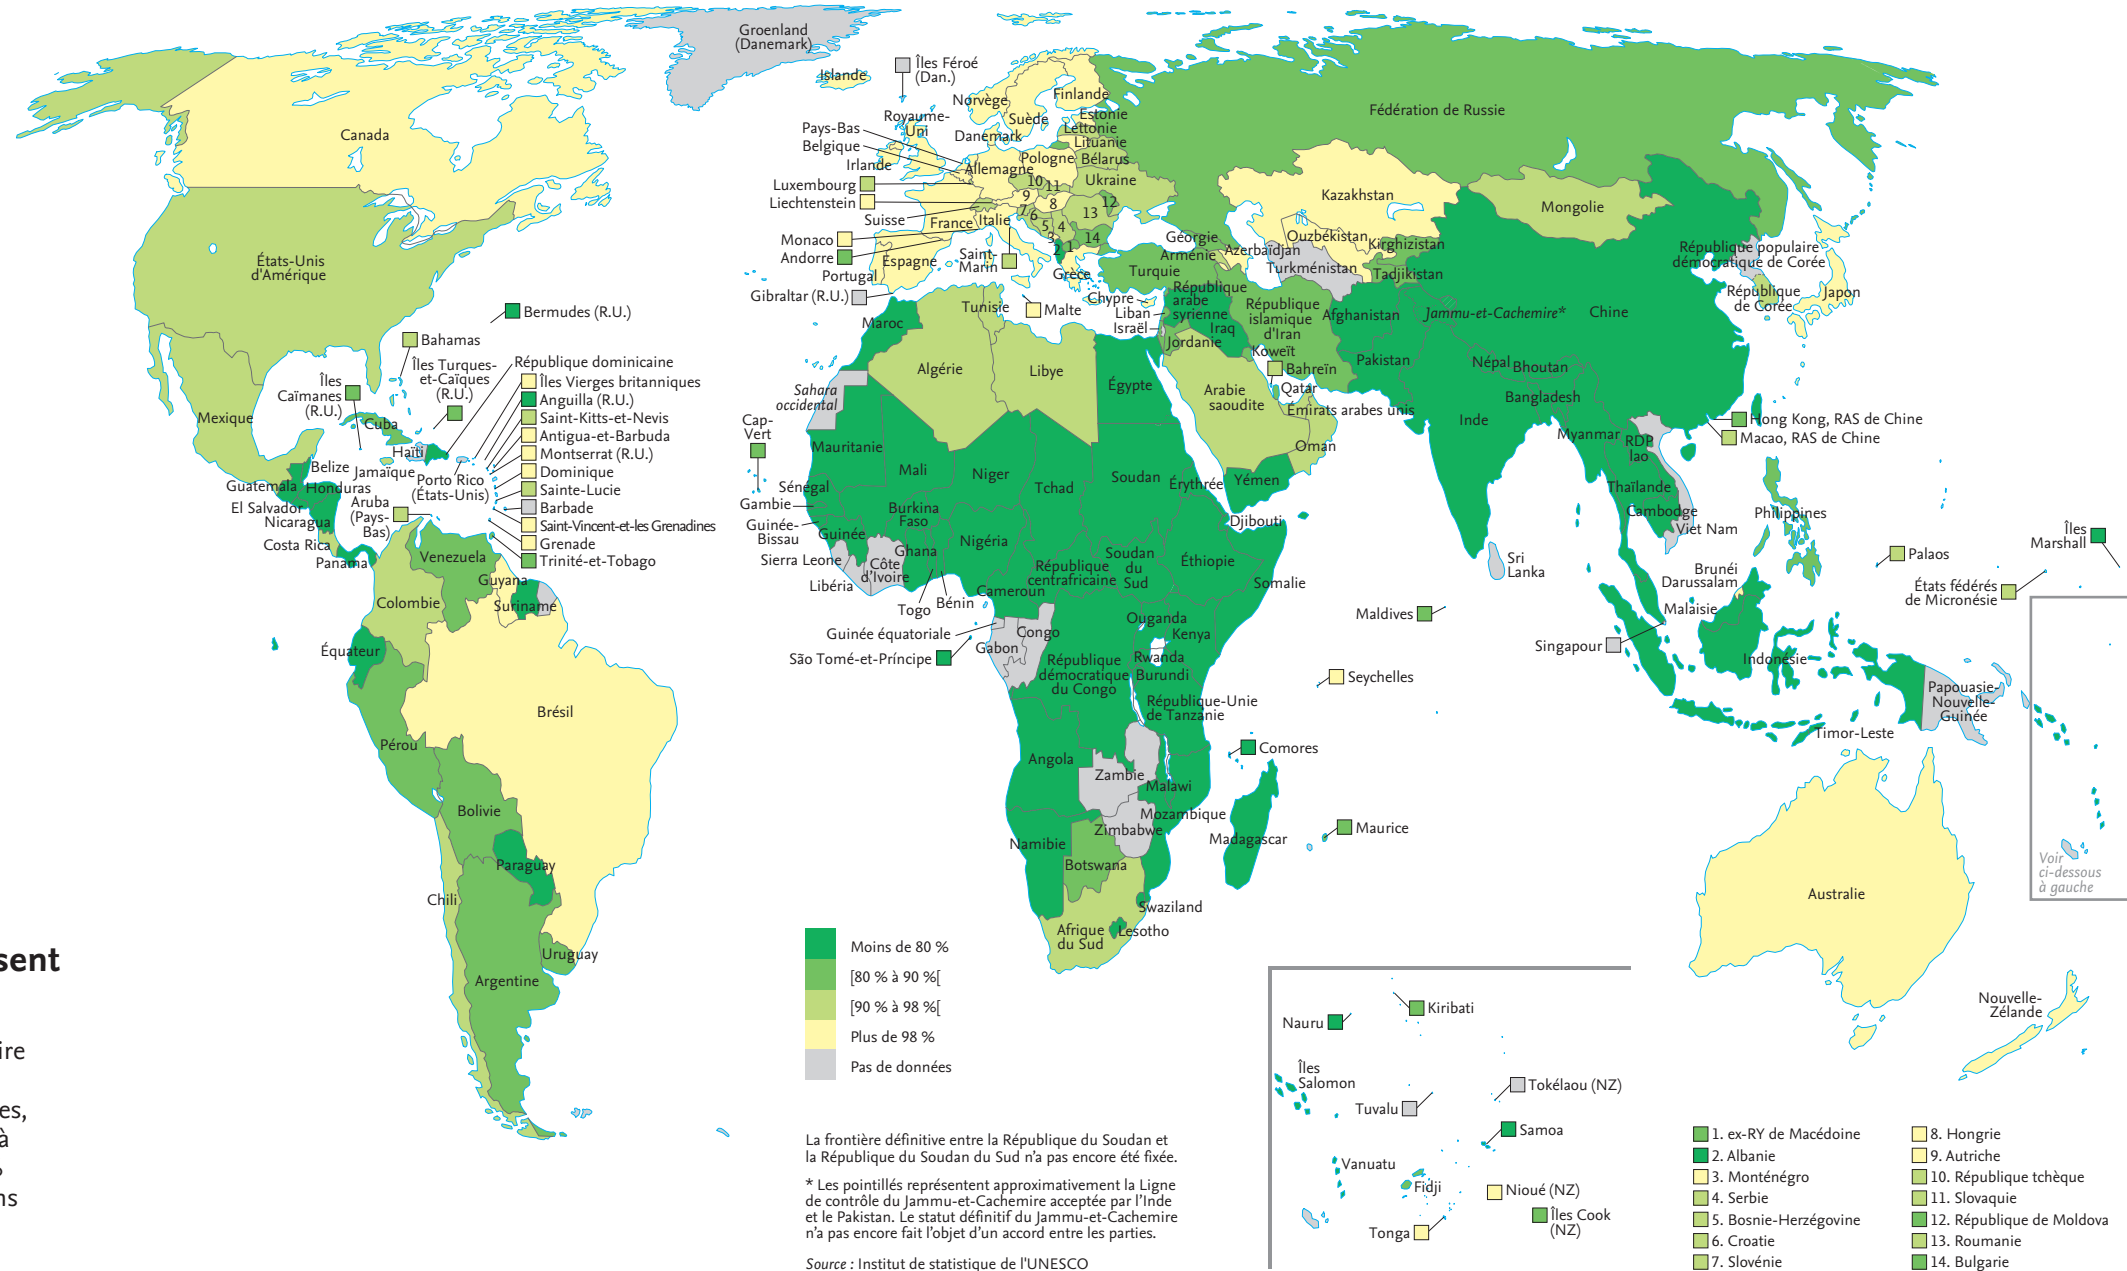 Groenland
(Danemark)
Îles Féroé
(Dan.)
Islande
Norvège
Finlande
Suède
Estonie
Lettonie
Lituanie
Royaume-
Uni
Danemark
Pays-Bas
Belgique
Irlande
Allemagne
Pologne
Bélarus
Ukraine
Fédération de Russie
Canada
Luxembourg
Liechtenstein
Suisse
France
Italie
10
11
9
8
7
6
5
4
3
2
1
13
12
14
Monaco
Andorre
Portugal
Espagne
Saint-
Marin
Grèce
Gibraltar (R.U.)
Malte
Kazakhstan
Mongolie
Géorgie
Arménie
Azerbaïdjan
Turquie
Ouzbékistan
Kirghizistan
Turkménistan
Tadjikistan
République populaire
démocratique de Corée
République
de Corée
Japon
États-Unis
d'Amérique
Bermudes (R.U.)
Bahamas
Îles Turques-
et-Caïques
(R.U.)
Îles
Caïmanes
(R.U.)
Cuba
Mexique
République dominicaine
Îles Vierges britanniques
Anguilla (R.U.)
Saint-Kitts-et-Nevis
Antigua-et-Barbuda
Montserrat (R.U.)
Dominique
Sainte-Lucie
Barbade
Saint-Vincent-et-les Grenadines
Grenade
Trinité-et-Tobago
Haïti
Jamaïque
Porto Rico
(États-Unis)
Belize
Guatemala
Honduras
El Salvador
Nicaragua
Aruba
(Pays-
Bas)
Costa Rica
Panama
Venezuela
Guyana
Suriname
Colombie
Équateur
Pérou
Brésil
Bolivie
Paraguay
Chili
Uruguay
Argentine
Maroc
Tunisie
Algérie
Libye
Égypte
Sahara
occidental
Cap-
Vert
Mauritanie
Mali
Niger
Tchad
Soudan
Érythrée
Sénégal
Gambie
Guinée-
Bissau
Guinée
Sierra Leone
Libéria
Burkina
Faso
Côte
d'Ivoire
Ghana
Togo
Bénin
Nigéria
Cameroun
République
centrafricaine
Soudan
du
Sud
Djibouti
Éthiopie
Somalie
Guinée équatoriale
São Tomé-et-Príncipe
Gabon
Congo
République
démocratique
du Congo
Ouganda
Kenya
Rwanda
Burundi
République-Unie
de Tanzanie
Angola
Zambie
Malawi
Mozambique
Zimbabwe
Namibie
Botswana
Swaziland
Lesotho
Afrique
du Sud
Comores
Madagascar
Maurice
Seychelles
Maldives
Chypre
Liban
Israël
République
arabe
syrienne
Iraq
Jordanie
République
islamique
d'Iran
Koweït
Bahreïn
Qatar
Émirats arabes unis
Arabie
saoudite
Oman
Yémen
Afghanistan
Pakistan
Jammu-et-Cachemire*
Chine
Népal
Bhoutan
Bangladesh
Inde
Myanmar
RDP
lao
Thaïlande
Cambodge
Viet Nam
Sri
Lanka
Hong Kong, RAS de Chine
Macao, RAS de Chine
Philippines
Brunéi
Darussalam
Malaisie
Singapour
Indonésie
Palaos
États fédérés
de Micronésie
Îles
Marshall
Papouasie-
Nouvelle-
Guinée
Timor-Leste
Voir
ci-dessous
à gauche
Australie
Nouvelle-
Zélande
sent
ire
es,
à
ns
Moins de 80 %
[80 % à 90 %[
[90 % à 98 %[
Plus de 98 %
Pas de données
La frontière définitive entre la République du Soudan et
la République du Soudan du Sud n'a pas encore été fixée.
* Les pointillés représentent approximativement la Ligne
de contrôle du Jammu-et-Cachemire acceptée par l'Inde
et le Pakistan. Le statut définitif du Jammu-et-Cachemire
n'a pas encore fait l'objet d'un accord entre les parties.
Source : Institut de statistique de l'UNESCO
Kiribati
Nauru
Îles
Salomon
Tokélaou (NZ)
Tuvalu
Samoa
Vanuatu
Fidji
Nioué (NZ)
Îles Cook
(NZ)
Tonga
1. ex-RY de Macédoine
2. Albanie
3. Monténégro
4. Serbie
5. Bosnie-Herzégovine
6. Croatie
7. Slovénie
8. Hongrie
9. Autriche
10. République tchèque
11. Slovaquie
12. République de Moldova
13. Roumanie
14. Bulgarie